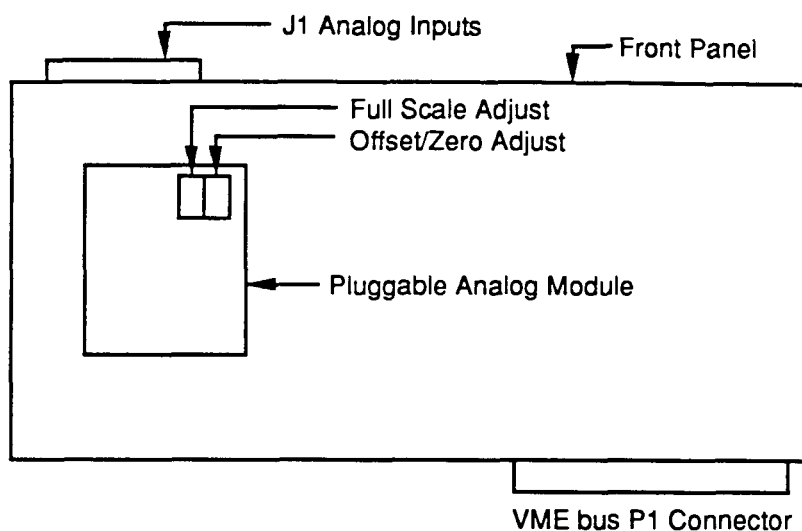 J1 Analog Inputs
Front Panel
Full Scale Adjust
Offset/Zero Adjust
Pluggable Analog Module
VME bus P1 Connector